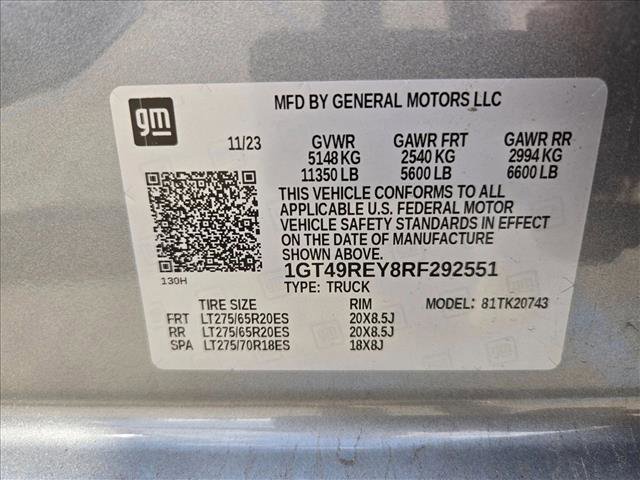 gm
MFD BY GENERAL MOTORS LLC
11/23 GVWR GAWR FRT GAWR RR
5148 KG 2540 KG 2994 KG
11350 LB 5600 LB 6600 LB
THIS VEHICLE CONFORMS TO ALL
APPLICABLE U.S. FEDERAL MOTOR
VEHICLE SAFETY STANDARDS IN EFFECT
ON THE DATE OF MANUFACTURE
SHOWN ABOVE.
130H
1GT49REY8RF292551
TYPE: TRUCK
TIRE SIZE RIM MODEL: 81TK20743
FRT LT275/65R20ES 20X8.5J
RR LT275/65R20ES 20X8.5J
SPA LT275/70R18ES 18X8J